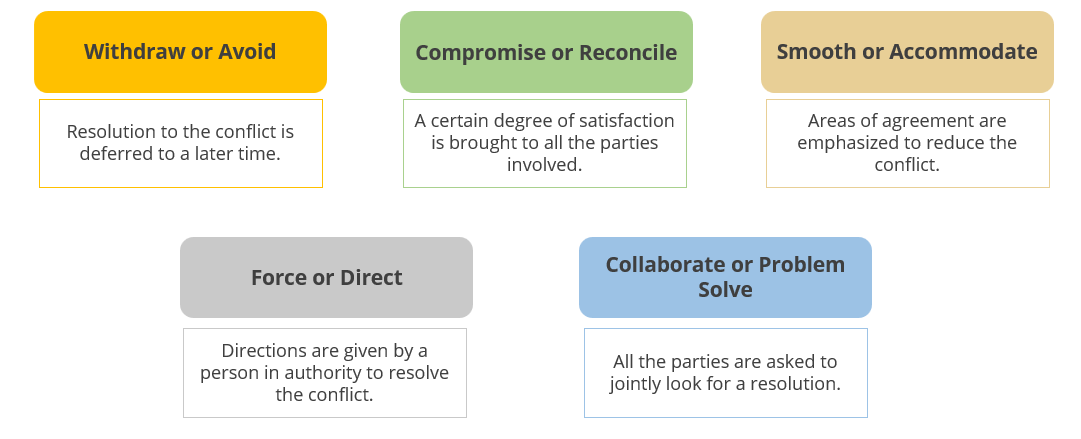 Withdraw or Avoid
Resolution to the conflict is
deferred to a later time.
Compromise or Reconcile
A certain degree of satisfaction
is brought to all the parties
involved.
Smooth or Accommodate
Areas of agreement are
emphasized to reduce the
conflict.
Force or Direct
Directions are given by a
person in authority to resolve
the conflict.
Collaborate or Problem
Solve
All the parties are asked to
jointly look for a resolution.